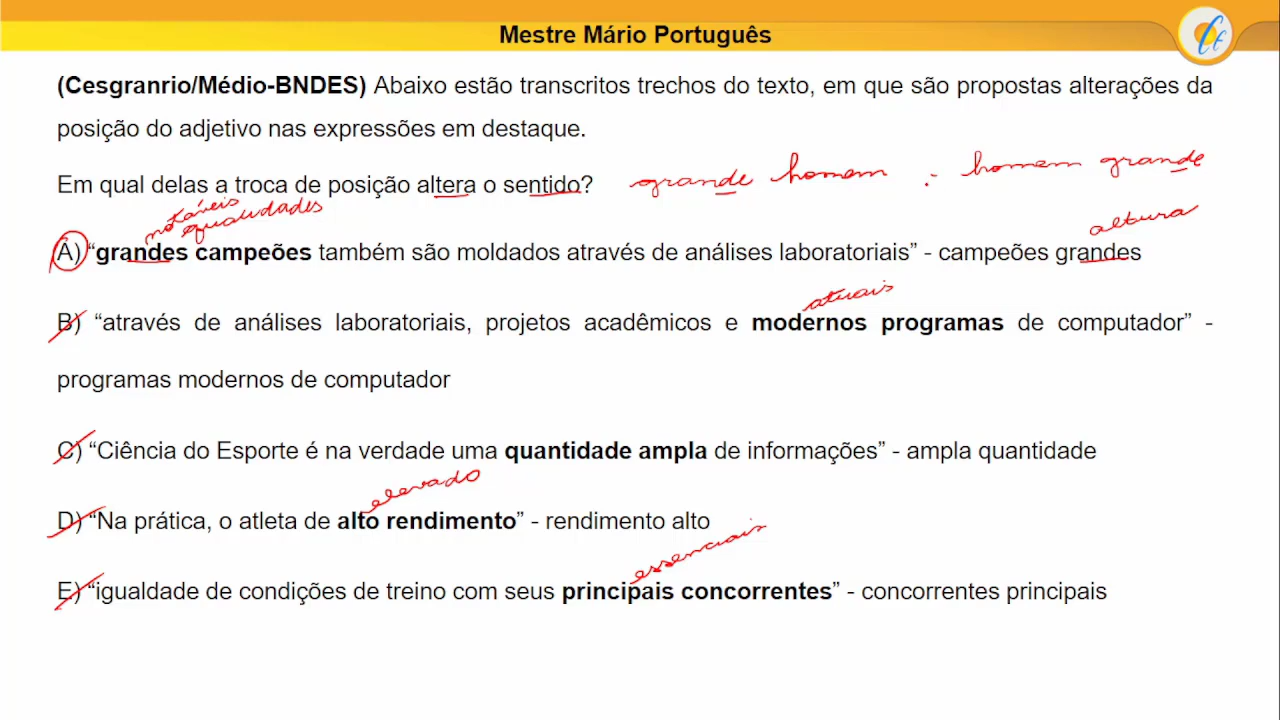 Mestre Mário Português
(Cesgranrio/Médio-BNDES) Abaixo estão transcritos trechos do texto, em que são propostas alterações da
posição do adjetivo nas expressões em destaque.
Em qual delas a troca de posição altera o sentido? grande homem : homem grande
notáveis
qualidades
altura
A) “grandes campeões também são moldados através de análises laboratoriais” - campeões grandes
atuais
B) “através de análises laboratoriais, projetos acadêmicos e modernos programas de computador” -
programas modernos de computador
C) “Ciência do Esporte é na verdade uma quantidade ampla de informações” - ampla quantidade
elevado
D) “Na prática, o atleta de alto rendimento” - rendimento alto
essenciais
E) “igualdade de condições de treino com seus principais concorrentes” - concorrentes principais